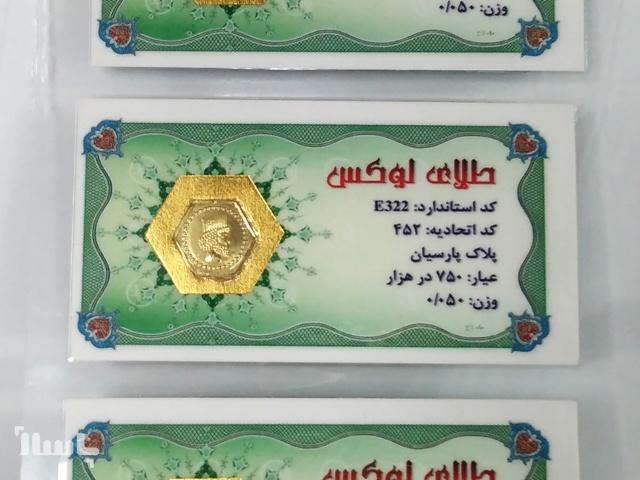 وزن: ۰/۰۵۰
طلای لوکس
کد استاندارد: E322
کد اتحادیه: ۴۵۲
پلاک پارسیان
عیار: ۷۵۰ در هزار
وزن: ۰/۰۵۰
طلای لوکس
باسلام